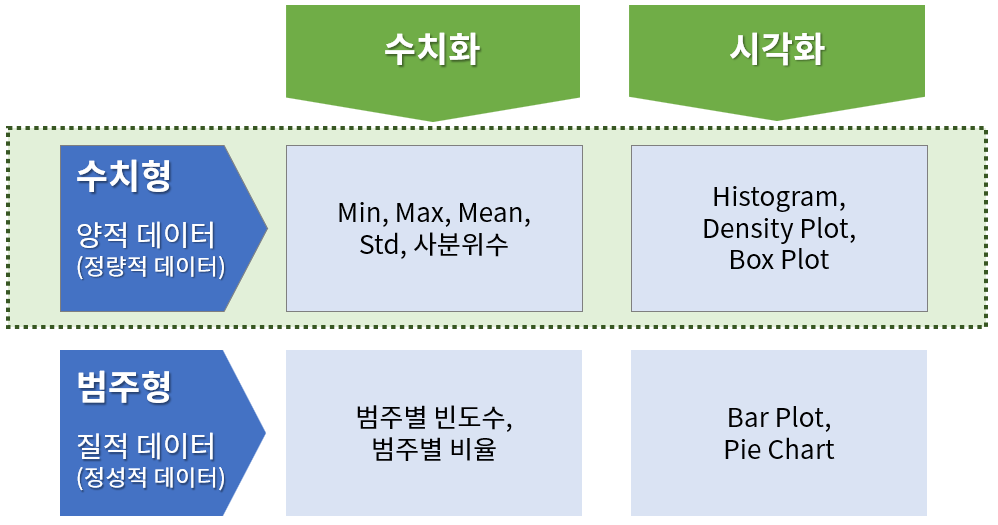 수치화
시각화
수치형
양적 데이터
(정량적 데이터)
Min, Max, Mean,
Std, 사분위수
Histogram,
Density Plot,
Box Plot
범주형
질적 데이터
(정성적 데이터)
범주별 빈도수,
범주별 비율
Bar Plot,
Pie Chart